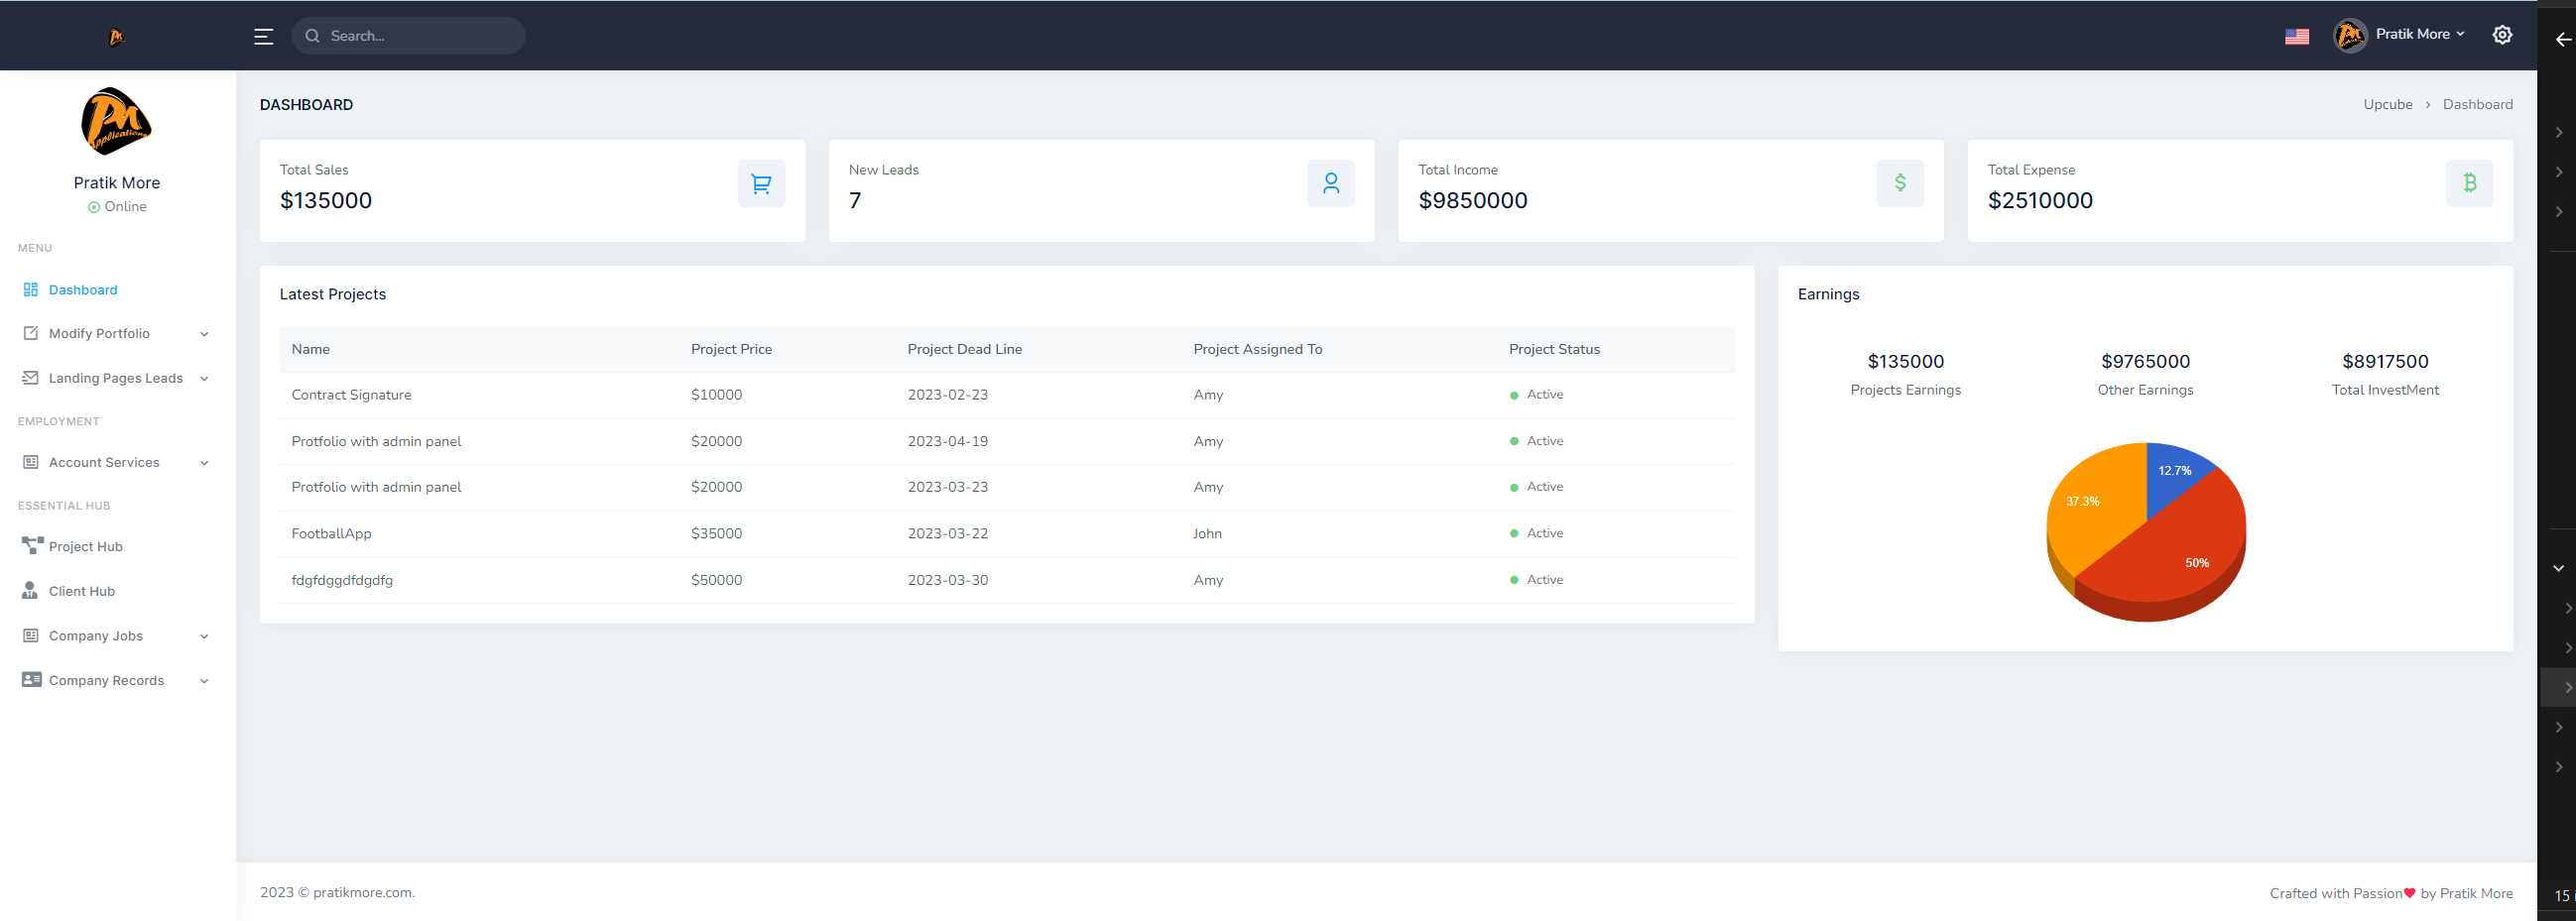 Search...
Pratik More
PM Applications
Pratik More
Online
MENU
Dashboard
Modify Portfolio
Landing Pages Leads
EMPLOYMENT
Account Services
ESSENTIAL HUB
Project Hub
Client Hub
Company Jobs
Company Records
DASHBOARD
Upcube > Dashboard
Total Sales
$135000
New Leads
7
Total Income
$9850000
Total Expense
$2510000
Latest Projects
Name Project Price Project Dead Line Project Assigned To Project Status
Contract Signature $10000 2023-02-23 Amy Active
Protfolio with admin panel $20000 2023-04-19 Amy Active
Protfolio with admin panel $20000 2023-03-23 Amy Active
FootballApp $35000 2023-03-22 John Active
fdgfdggdfdgdfg $50000 2023-03-30 Amy Active
Earnings
$135000 $9765000 $8917500
Projects Earnings Other Earnings Total InvestMent
12.7%
37.3%
50%
2023 © pratikmore.com.
Crafted with Passion♥ by Pratik More
15